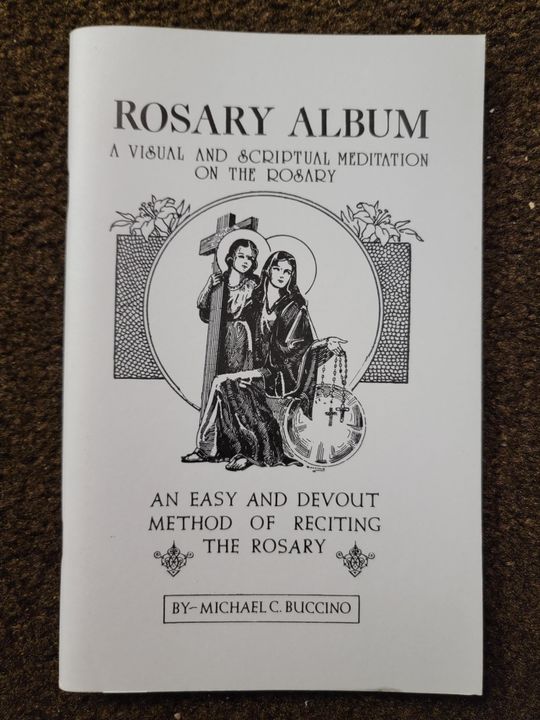 ROSARY ALBUM
A VISUAL AND SCRIPTUAL MEDITATION
ON THE ROSARY
AN EASY AND DEVOUT
METHOD OF RECITING
THE ROSARY
BY- MICHAEL C. BUCCINO